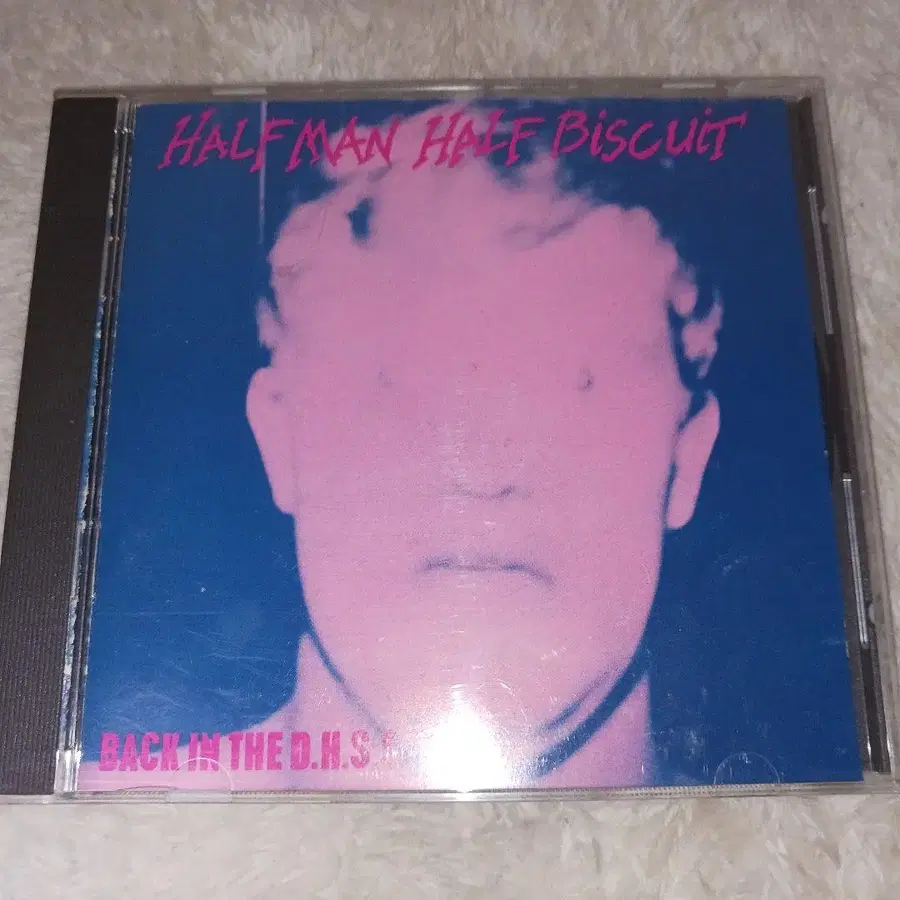 HALF MAN HALF BISCUIT
BACK IN THE D.H.S